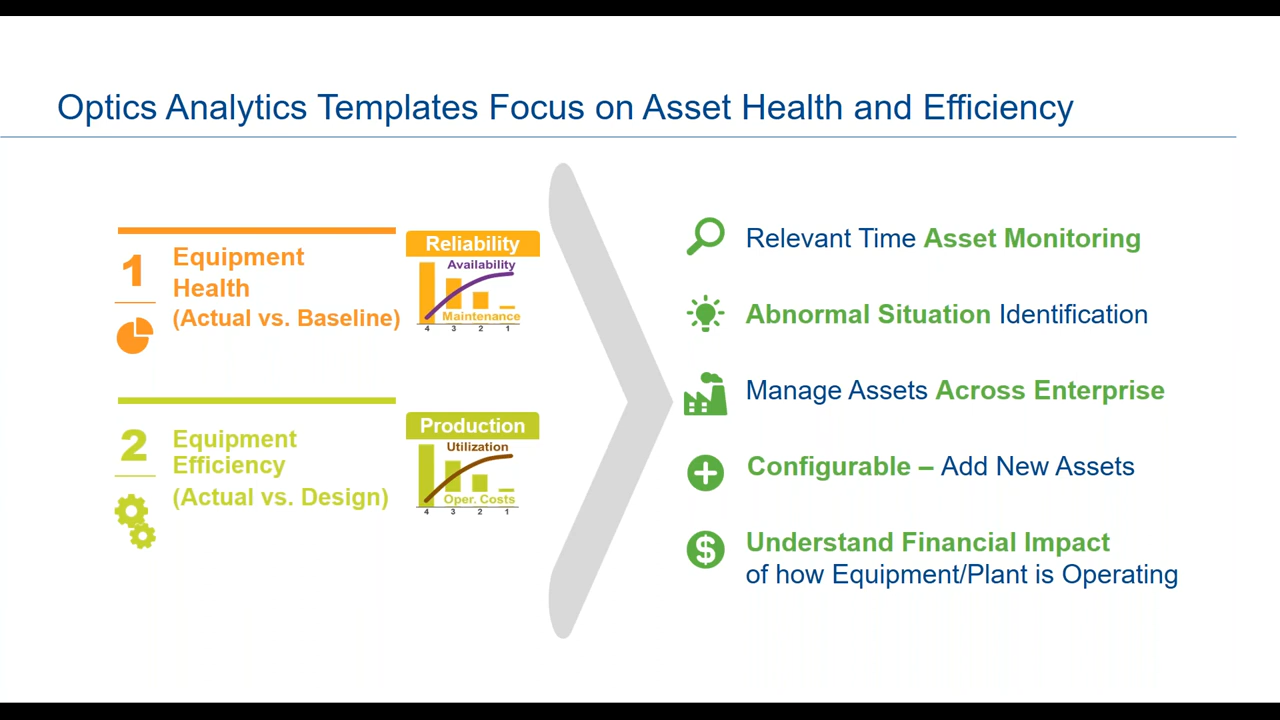 Optics Analytics Templates Focus on Asset Health and Efficiency
1
Equipment
Health
(Actual vs. Baseline)
Reliability
Availability
Maintenance
4 3 2 1
2
Equipment
Efficiency
(Actual vs. Design)
Production
Utilization
Oper. Costs
4 3 2 1
Relevant Time Asset Monitoring
Abnormal Situation Identification
Manage Assets Across Enterprise
Configurable – Add New Assets
$
Understand Financial Impact
of how Equipment/Plant is Operating